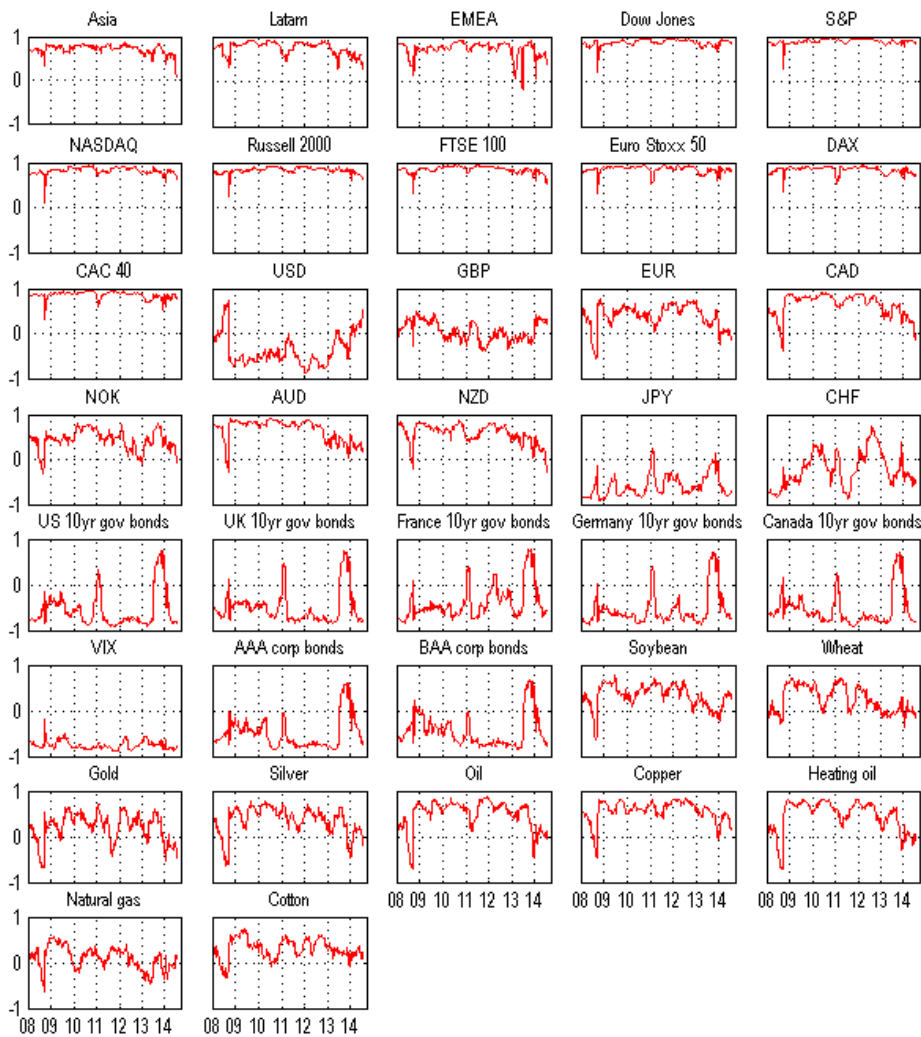 Asia Latam EMEA Dow Jones S&P
1
0
-1
NASDAQ Russell 2000 FTSE 100 Euro Stoxx 50 DAX
1
0
-1
CAC 40 USD GBP EUR CAD
1
0
-1
NOK AUD NZD JPY CHF
1
0
-1
US 10yr gov bonds UK 10yr gov bonds France 10yr gov bonds Germany 10yr gov bonds Canada 10yr gov bonds
1
0
-1
VIX AAA corp bonds BAA corp bonds Soybean Wheat
1
0
-1
Gold Silver Oil Copper Heating oil
1
0
-1
08 09 10 11 12 13 14 08 09 10 11 12 13 14 08 09 10 11 12 13 14
Natural gas Cotton
1
0
-1
08 09 10 11 12 13 14 08 09 10 11 12 13 14